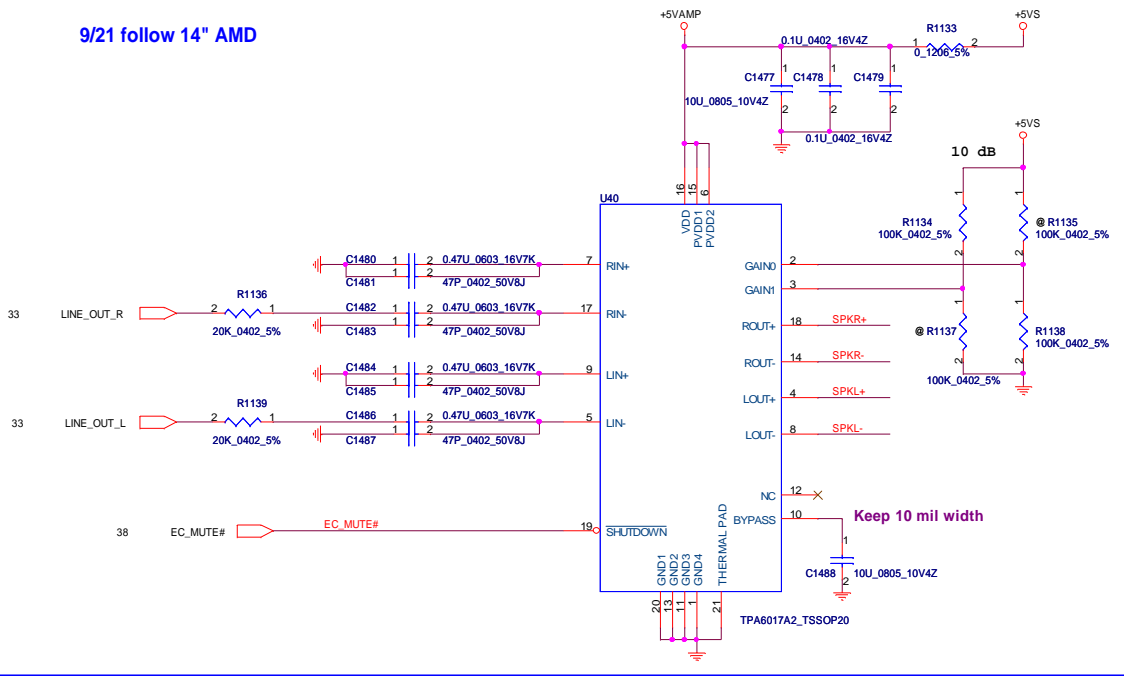 9/21 follow 14" AMD
+5VAMP
+5VS
R1133
1 2
0_1206_5%
0.1U_0402_16V4Z
1 1 1
C1477 C1478 C1479
10U_0805_10V4Z
2 2 2
0.1U_0402_16V4Z
+5VS
10 dB
U40
16 15 6
VDD PVDD1 PVDD2
1 1
R1134
100K_0402_5%
@ R1135
100K_0402_5%
2 2
C1480 1 2 0.47U_0603_16V7K
C1481 1 2 47P_0402_50V8J
7 RIN+
GAIN0 2
GAIN1 3
33 LINE_OUT_R
R1136
2 1
20K_0402_5%
C1482 1 2 0.47U_0603_16V7K
C1483 1 2 47P_0402_50V8J
17 RIN-
ROUT+ 18 SPKR+
ROUT- 14 SPKR-
1 1
@ R1137
100K_0402_5%
R1138
100K_0402_5%
2 2
C1484 1 2 0.47U_0603_16V7K
C1485 1 2 47P_0402_50V8J
9 LIN+
LOUT+ 4 SPKL+
33 LINE_OUT_L
R1139
2 1
20K_0402_5%
C1486 1 2 0.47U_0603_16V7K
C1487 1 2 47P_0402_50V8J
5 LIN-
LOUT- 8 SPKL-
NC 12
BYPASS 10
Keep 10 mil width
38 EC_MUTE#
EC_MUTE#
19 SHUTDOWN
1
C1488 10U_0805_10V4Z
2
GND1 GND2 GND3 GND4 THERMAL PAD
20 13 11 1 21
TPA6017A2_TSSOP20